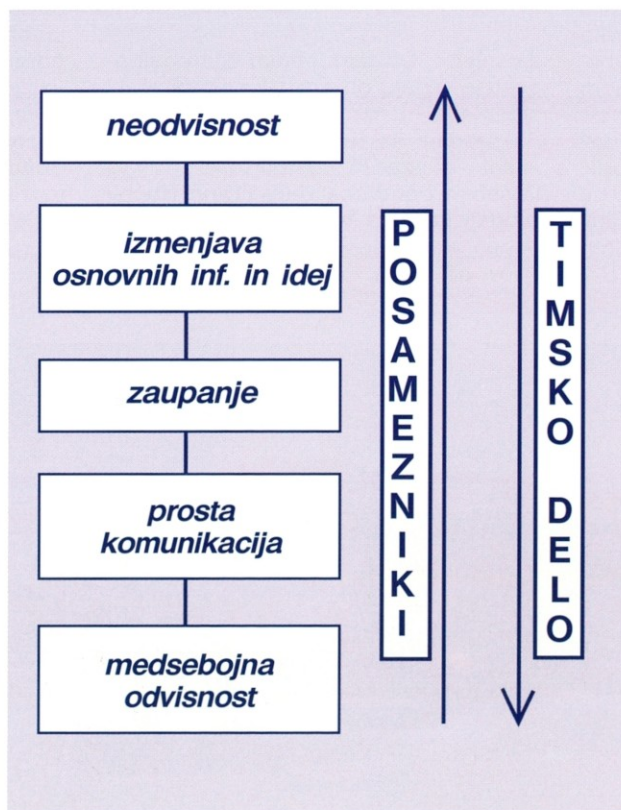 neodvisnost
izmenjava
osnovnih inf. in idej
zaupanje
prosta
komunikacija
medsebojna
odvisnost
POSAMEZNIKI
TIMSKO DELO